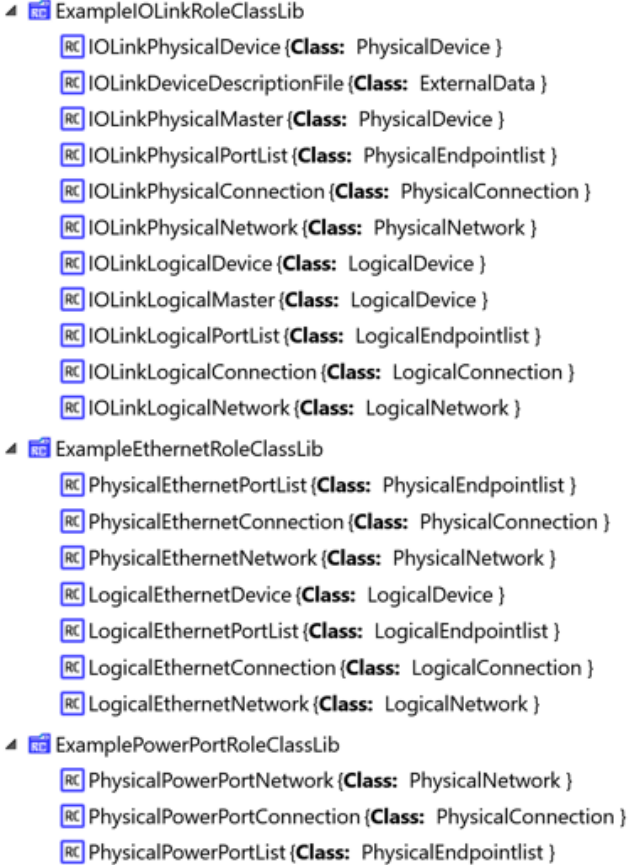 ExampleIOLinkRoleClassLib
RC IOLinkPhysicalDevice {Class: PhysicalDevice }
RC IOLinkDeviceDescriptionFile {Class: ExternalData }
RC IOLinkPhysicalMaster {Class: PhysicalDevice }
RC IOLinkPhysicalPortList {Class: PhysicalEndpointlist }
RC IOLinkPhysicalConnection {Class: PhysicalConnection }
RC IOLinkPhysicalNetwork {Class: PhysicalNetwork }
RC IOLinkLogicalDevice {Class: LogicalDevice }
RC IOLinkLogicalMaster {Class: LogicalDevice }
RC IOLinkLogicalPortList {Class: LogicalEndpointlist }
RC IOLinkLogicalConnection {Class: LogicalConnection }
RC IOLinkLogicalNetwork {Class: LogicalNetwork }
RC ExampleEthernetRoleClassLib
RC PhysicalEthernetPortList {Class: PhysicalEndpointlist }
RC PhysicalEthernetConnection {Class: PhysicalConnection }
RC PhysicalEthernetNetwork {Class: PhysicalNetwork }
RC LogicalEthernetDevice {Class: LogicalDevice }
RC LogicalEthernetPortList {Class: LogicalEndpointlist }
RC LogicalEthernetConnection {Class: LogicalConnection }
RC LogicalEthernetNetwork {Class: LogicalNetwork }
RC ExamplePowerPortRoleClassLib
RC PhysicalPowerPortNetwork {Class: PhysicalNetwork }
RC PhysicalPowerPortConnection {Class: PhysicalConnection }
RC PhysicalPowerPortList {Class: PhysicalEndpointlist }